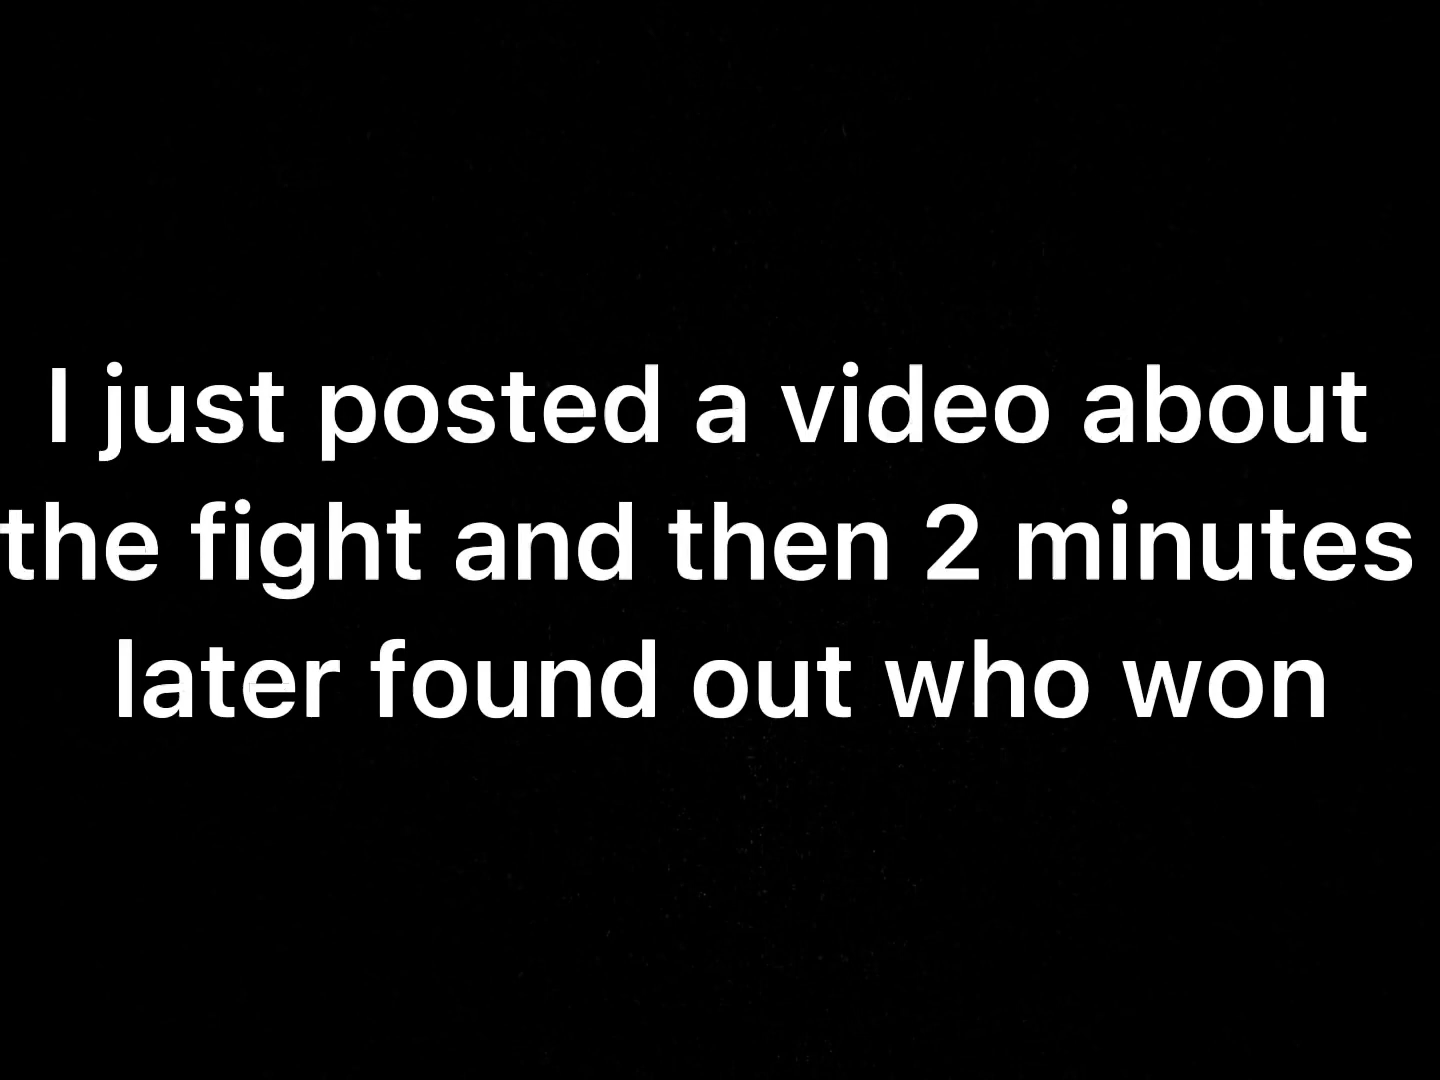 I just posted a video about
the fight and then 2 minutes
later found out who won